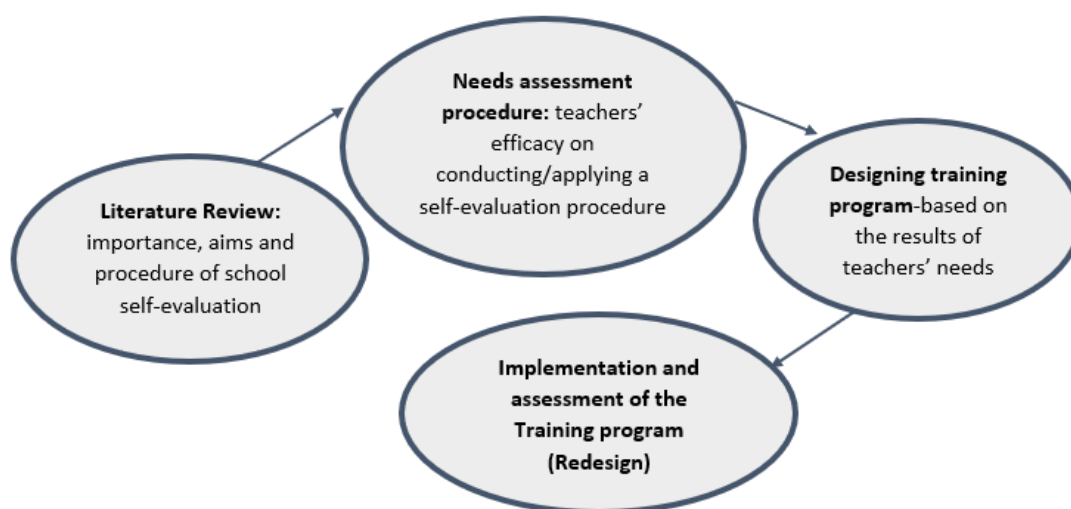 Literature Review:
importance, aims and
procedure of school
self-evaluation
Needs assessment
procedure: teachers’
efficacy on
conducting/applying a
self-evaluation procedure
Designing training
program-based on
the results of
teachers’ needs
Implementation and
assessment of the
Training program
(Redesign)